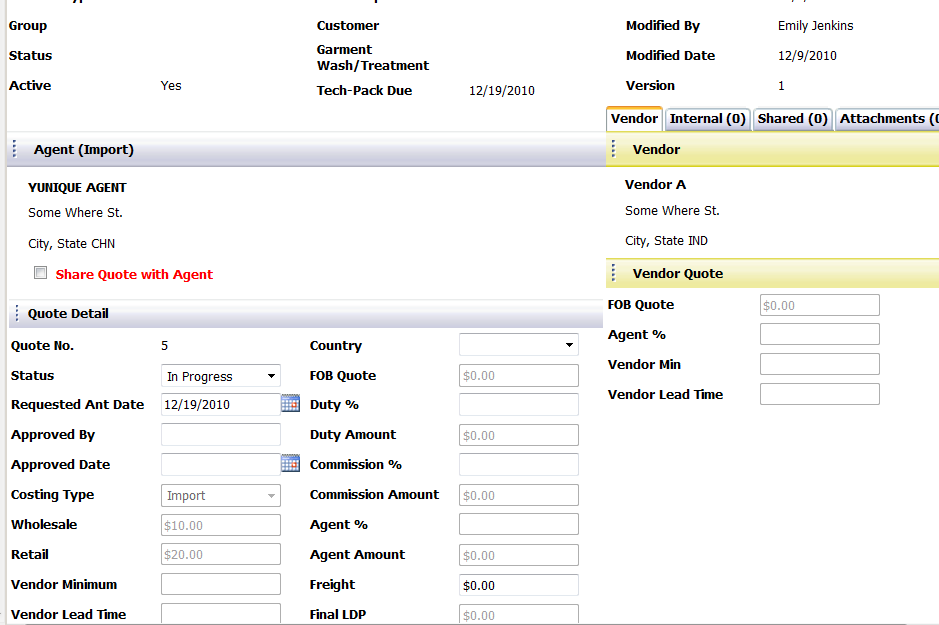 Group
Status
Active Yes
Customer
Garment
Wash/Treatment
Tech-Pack Due 12/19/2010
Modified By Emily Jenkins
Modified Date 12/9/2010
Version 1
Vendor Internal (0) Shared (0) Attachments (0
Agent (Import)
YUNIQUE AGENT
Some Where St.
City, State CHN
Share Quote with Agent
Vendor
Vendor A
Some Where St.
City, State IND
Vendor Quote
FOB Quote $0.00
Agent %
Vendor Min
Vendor Lead Time
Quote Detail
Quote No. 5
Status In Progress
Requested Ant Date 12/19/2010
Approved By
Approved Date
Costing Type Import
Wholesale $10.00
Retail $20.00
Vendor Minimum
Vendor Lead Time
Country
FOB Quote $0.00
Duty %
Duty Amount $0.00
Commission %
Commission Amount $0.00
Agent %
Agent Amount $0.00
Freight $0.00
Final LDP $0.00